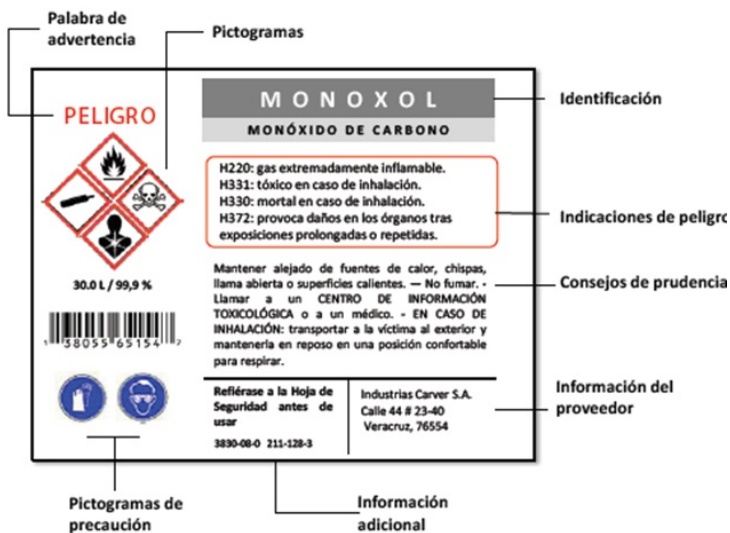 Palabra de
advertencia
Pictogramas
PELIGRO
MONOXOL
MONÓXIDO DE CARBONO
Identificación
H220: gas extremadamente inflamable.
H331: tóxico en caso de inhalación.
H330: mortal en caso de inhalación.
H372: provoca daños en los órganos tras
exposiciones prolongadas o repetidas.
Indicaciones de peligro
30.0 L / 99,9 %
Mantener alejado de fuentes de calor, chispas,
llama abierta o superficies calientes. — No fumar. -
Llamar a un CENTRO DE INFORMACIÓN
TOXICOLÓGICA o a un médico. - EN CASO DE
INHALACIÓN: transportar a la víctima al exterior y
mantenerla en reposo en una posición confortable
para respirar.
Consejos de prudencia
1 38055 65154 7
Refiérase a la Hoja de
Seguridad antes de
usar
3830-08-0 211-128-3
Industrias Carver S.A.
Calle 44 # 23-40
Veracruz, 76554
Información del
proveedor
Pictogramas de
precaución
Información
adicional